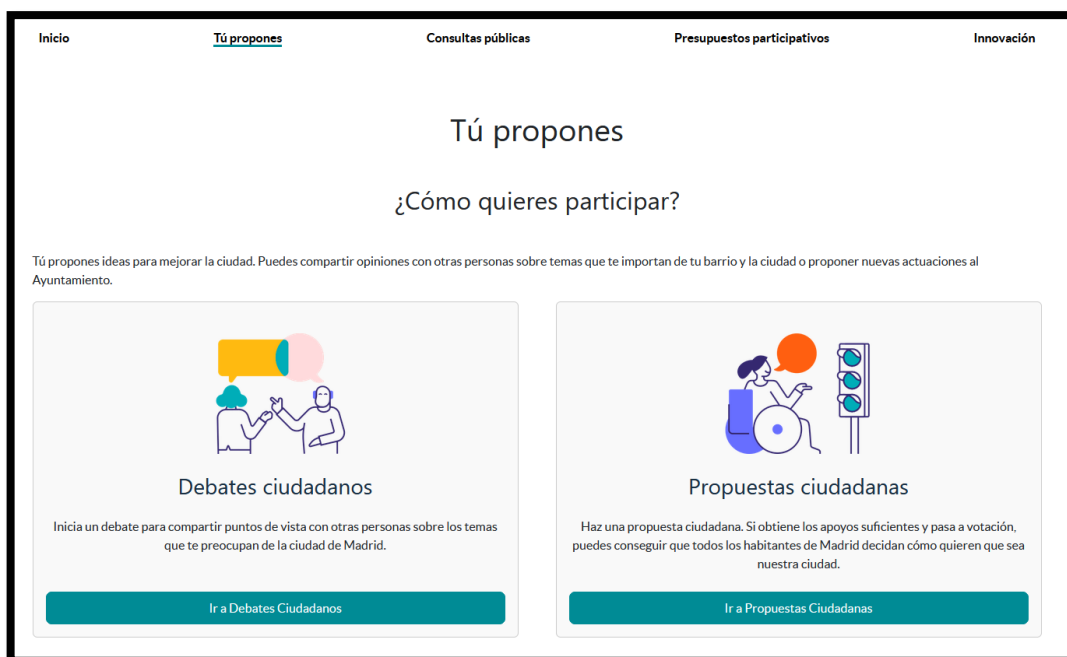 Inicio
Tú propones
Consultas públicas
Presupuestos participativos
Innovación
Tú propones
¿Cómo quieres participar?
Tú propones ideas para mejorar la ciudad. Puedes compartir opiniones con otras personas sobre temas que te importan de tu barrio y la ciudad o proponer nuevas actuaciones al
Ayuntamiento.
Debates ciudadanos
Inicia un debate para compartir puntos de vista con otras personas sobre los temas
que te preocupan de la ciudad de Madrid.
Ir a Debates Ciudadanos
Propuestas ciudadanas
Haz una propuesta ciudadana. Si obtiene los apoyos suficientes y pasa a votación,
puedes conseguir que todos los habitantes de Madrid decidan cómo quieren que sea
nuestra ciudad.
Ir a Propuestas Ciudadanas